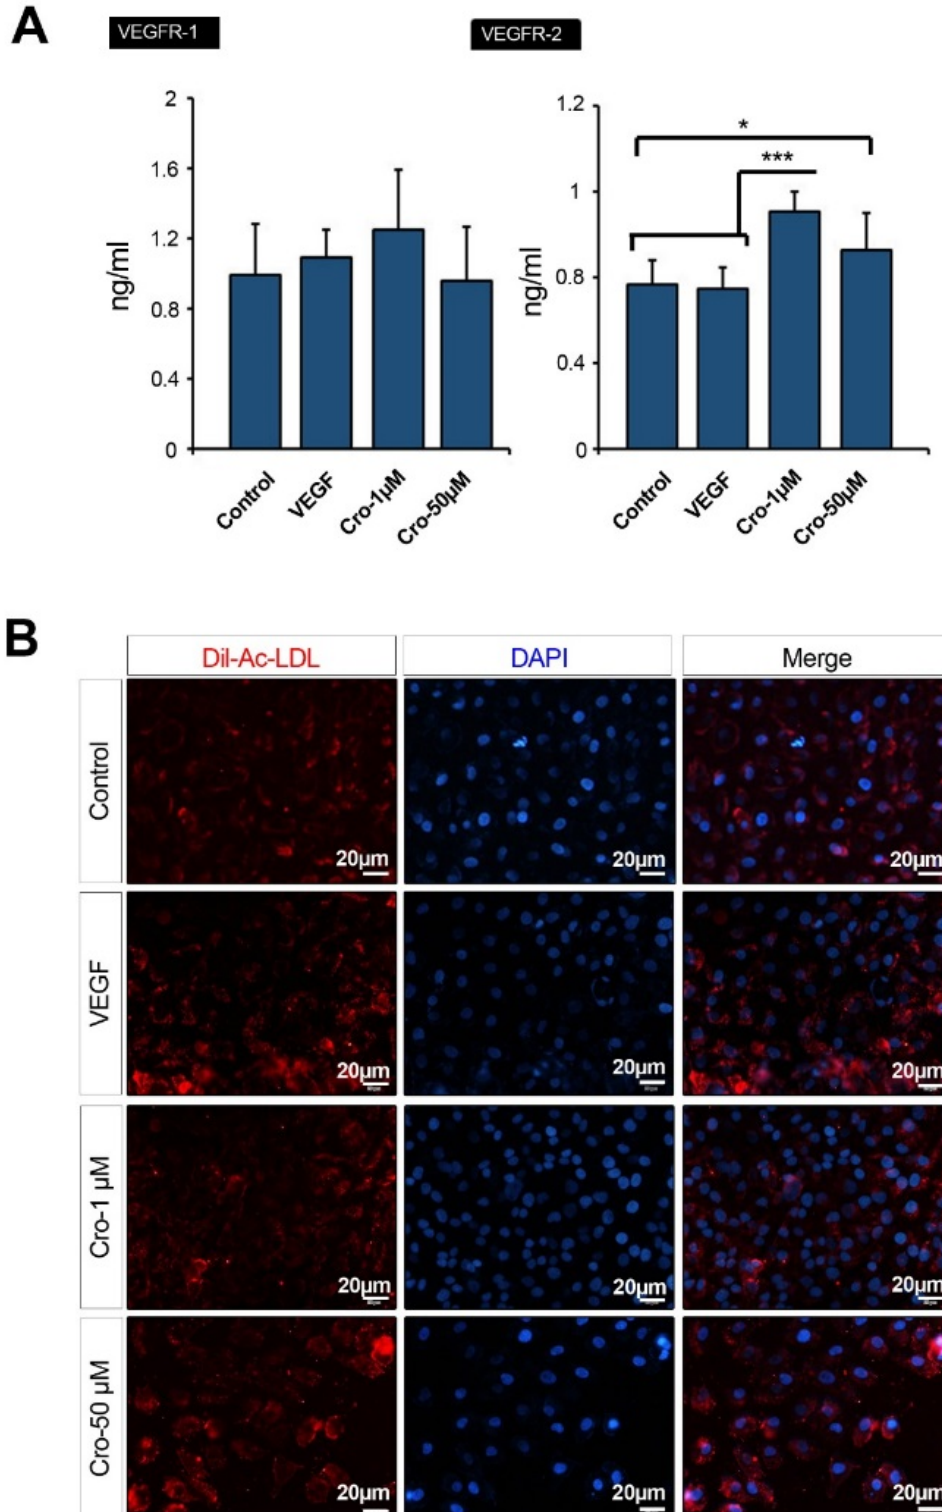 A
VEGFR-1
VEGFR-2
2
1.6
1.2
0.8
0.4
0
ng/ml
Control
VEGF
Cro-1μM
Cro-50μM
1.2
1
0.8
0.4
0
ng/ml
*
***
Control
VEGF
Cro-1μM
Cro-50μM
B
Dil-Ac-LDL
DAPI
Merge
Control
20μm
20μm
20μm
VEGF
20μm
20μm
20μm
Cro-1 μM
20μm
20μm
20μm
Cro-50 μM
20μm
20μm
20μm